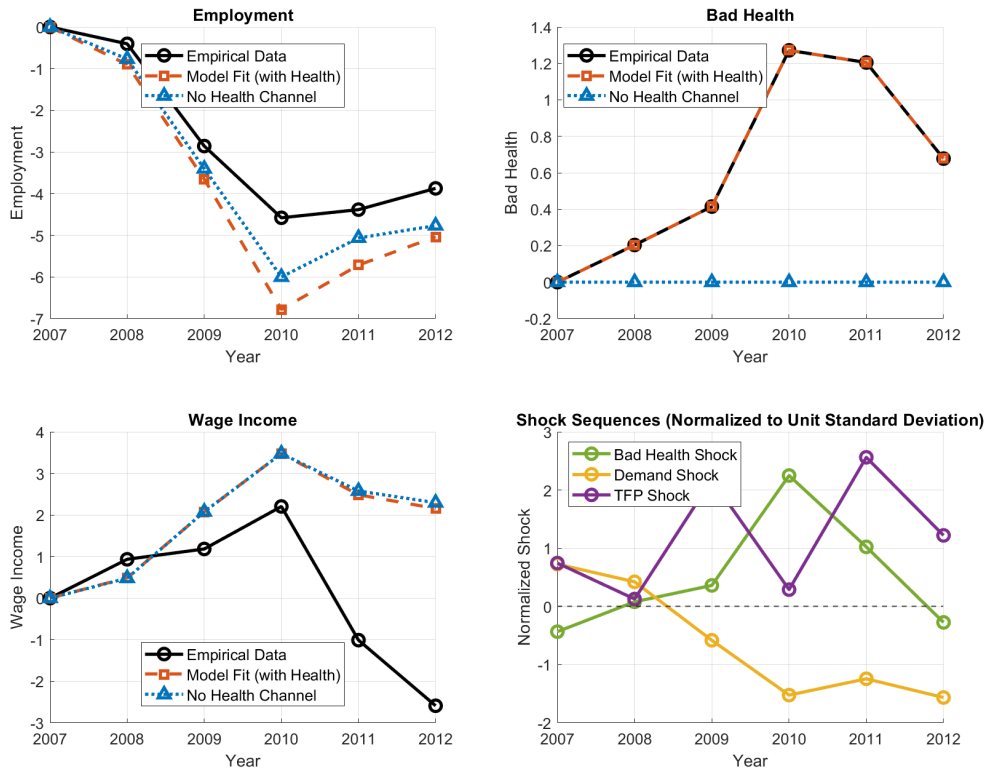 Employment
Employment
0
-1
-2
-3
-4
-5
-6
-7
Empirical Data
Model Fit (with Health)
No Health Channel
2007 2008 2009 2010 2011 2012
Year
Bad Health
Bad Health
1.4
1.2
1
0.8
0.6
0.4
0.2
0
-0.2
Empirical Data
Model Fit (with Health)
No Health Channel
2007 2008 2009 2010 2011 2012
Year
Wage Income
Wage Income
4
3
2
1
0
-1
-2
-3
Empirical Data
Model Fit (with Health)
No Health Channel
2007 2008 2009 2010 2011 2012
Year
Shock Sequences (Normalized to Unit Standard Deviation)
Normalized Shock
3
2
1
0
-1
-2
Bad Health Shock
Demand Shock
TFP Shock
2007 2008 2009 2010 2011 2012
Year